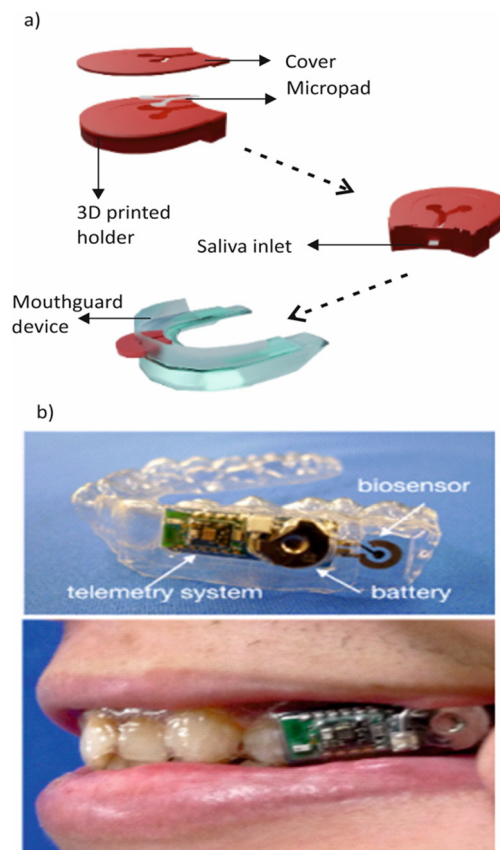 a)
Cover
Micropad
3D printed
holder
Saliva inlet
Mouthguard
device
b)
biosensor
telemetry system
battery